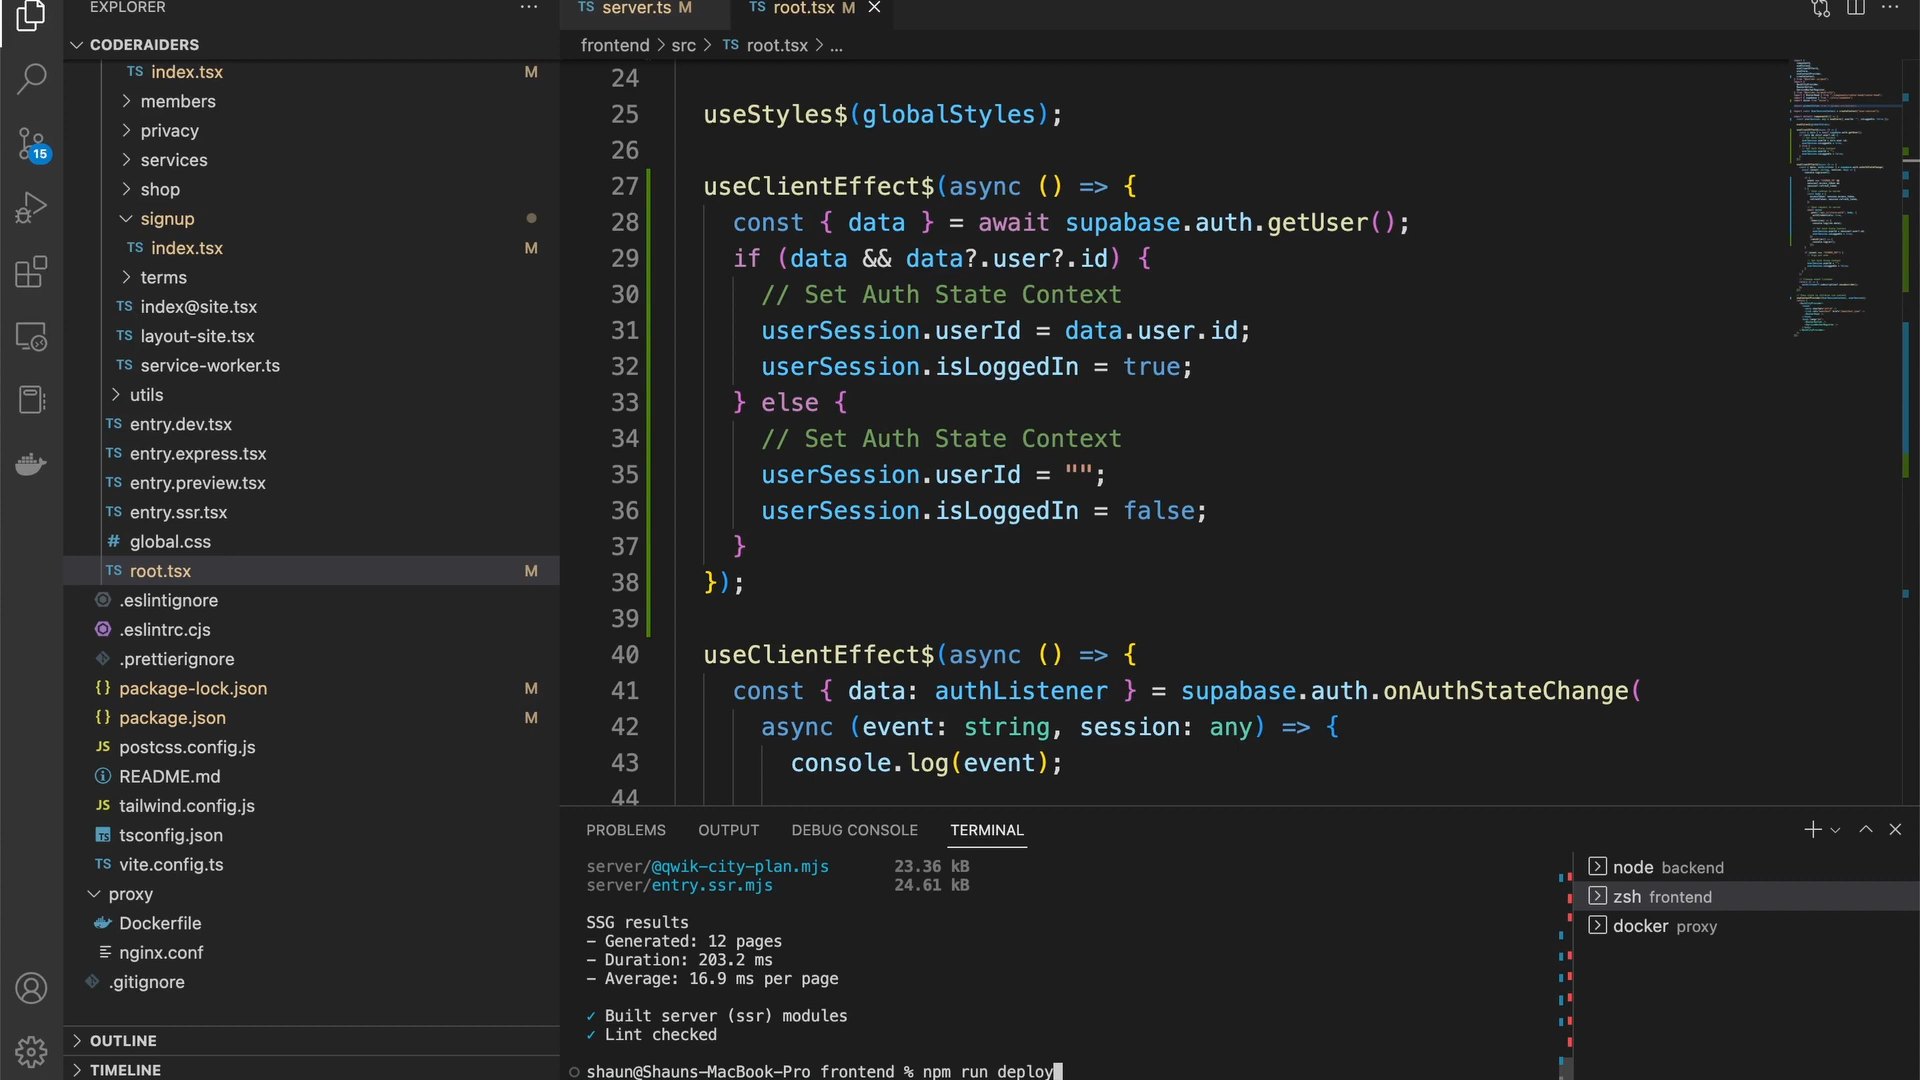 EXPLORER
CODERAIDERS
TS index.tsx M
members
privacy
services
shop
signup
TS index.tsx M
terms
TS index@site.tsx
TS layout-site.tsx
TS service-worker.ts
utils
TS entry.dev.tsx
TS entry.express.tsx
TS entry.preview.tsx
TS entry.ssr.tsx
# global.css
TS root.tsx M
.eslintignore
.eslintrc.cjs
.prettierignore
{} package-lock.json M
{} package.json M
JS postcss.config.js
README.md
JS tailwind.config.js
TS tsconfig.json
TS vite.config.ts
proxy
Dockerfile
nginx.conf
.gitignore
OUTLINE
TIMELINE
15
TS server.ts M
TS root.tsx M
frontend > src > TS root.tsx > ...
24
25 useStyles$(globalStyles);
26
27 useClientEffect$(async () => {
28 const { data } = await supabase.auth.getUser();
29 if (data && data?.user?.id) {
30 // Set Auth State Context
31 userSession.userId = data.user.id;
32 userSession.isLoggedIn = true;
33 } else {
34 // Set Auth State Context
35 userSession.userId = "";
36 userSession.isLoggedIn = false;
37 }
38 });
39
40 useClientEffect$(async () => {
41 const { data: authListener } = supabase.auth.onAuthStateChange(
42 async (event: string, session: any) => {
43 console.log(event);
44
PROBLEMS OUTPUT DEBUG CONSOLE TERMINAL
server/@qwik-city-plan.mjs 23.36 kB
server/entry.ssr.mjs 24.61 kB
SSG results
- Generated: 12 pages
- Duration: 203.2 ms
- Average: 16.9 ms per page
✓ Built server (ssr) modules
✓ Lint checked
shaun@Shauns-MacBook-Pro frontend % npm run deploy
node backend
zsh frontend
docker proxy